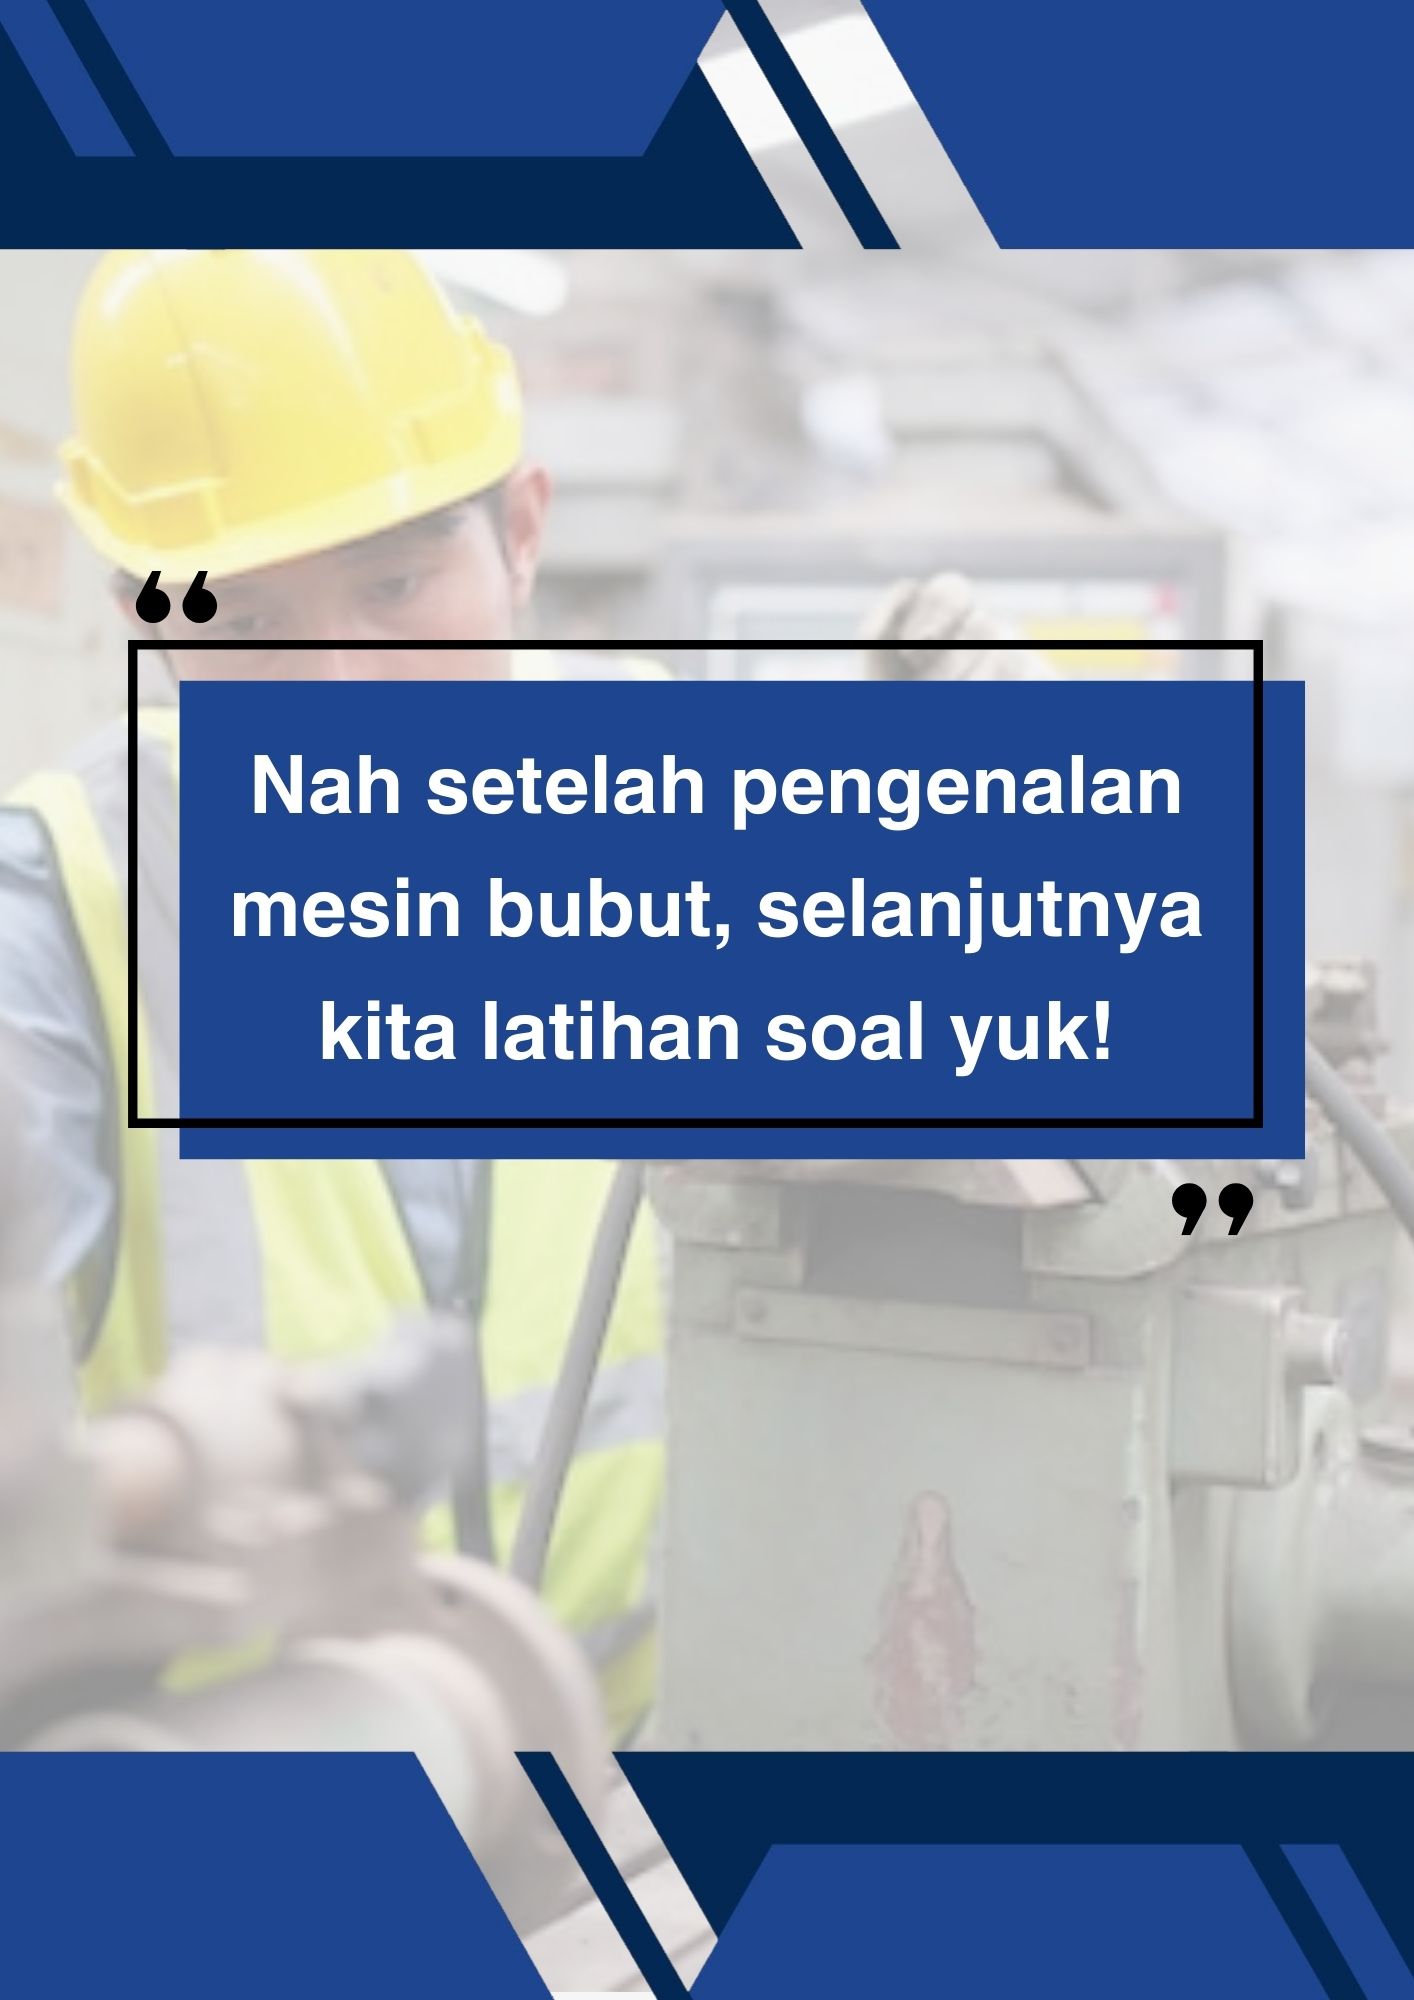 “
Nah setelah pengenalan
mesin bubut, selanjutnya
kita latihan soal yuk!
”